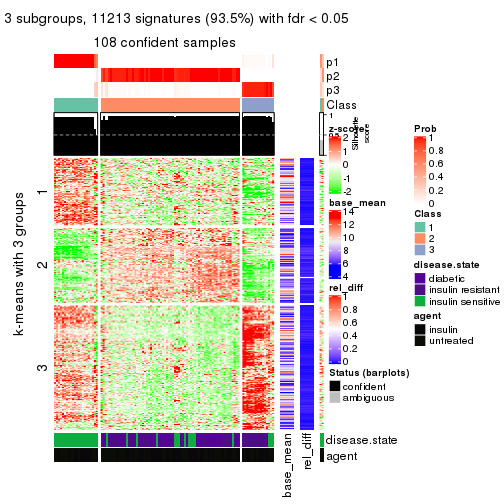 3 subgroups, 11213 signatures (93.5%) with fdr < 0.05
108 confident samples
p1
p2
p3
Class
1
Silhouette
score
k-means with 3 groups
1
2
3
disease.state
agent
base_mean
rel_diff
z-score
2
1
0
-1
-2
base_mean
14
12
10
8
6
4
rel_diff
1
0.8
0.6
0.4
0.2
0
Status (barplots)
confident
ambiguous
Prob
1
0.8
0.6
0.4
0.2
0
Class
1
2
3
disease.state
diabetic
insulin resistant
insulin sensitive
agent
insulin
untreated